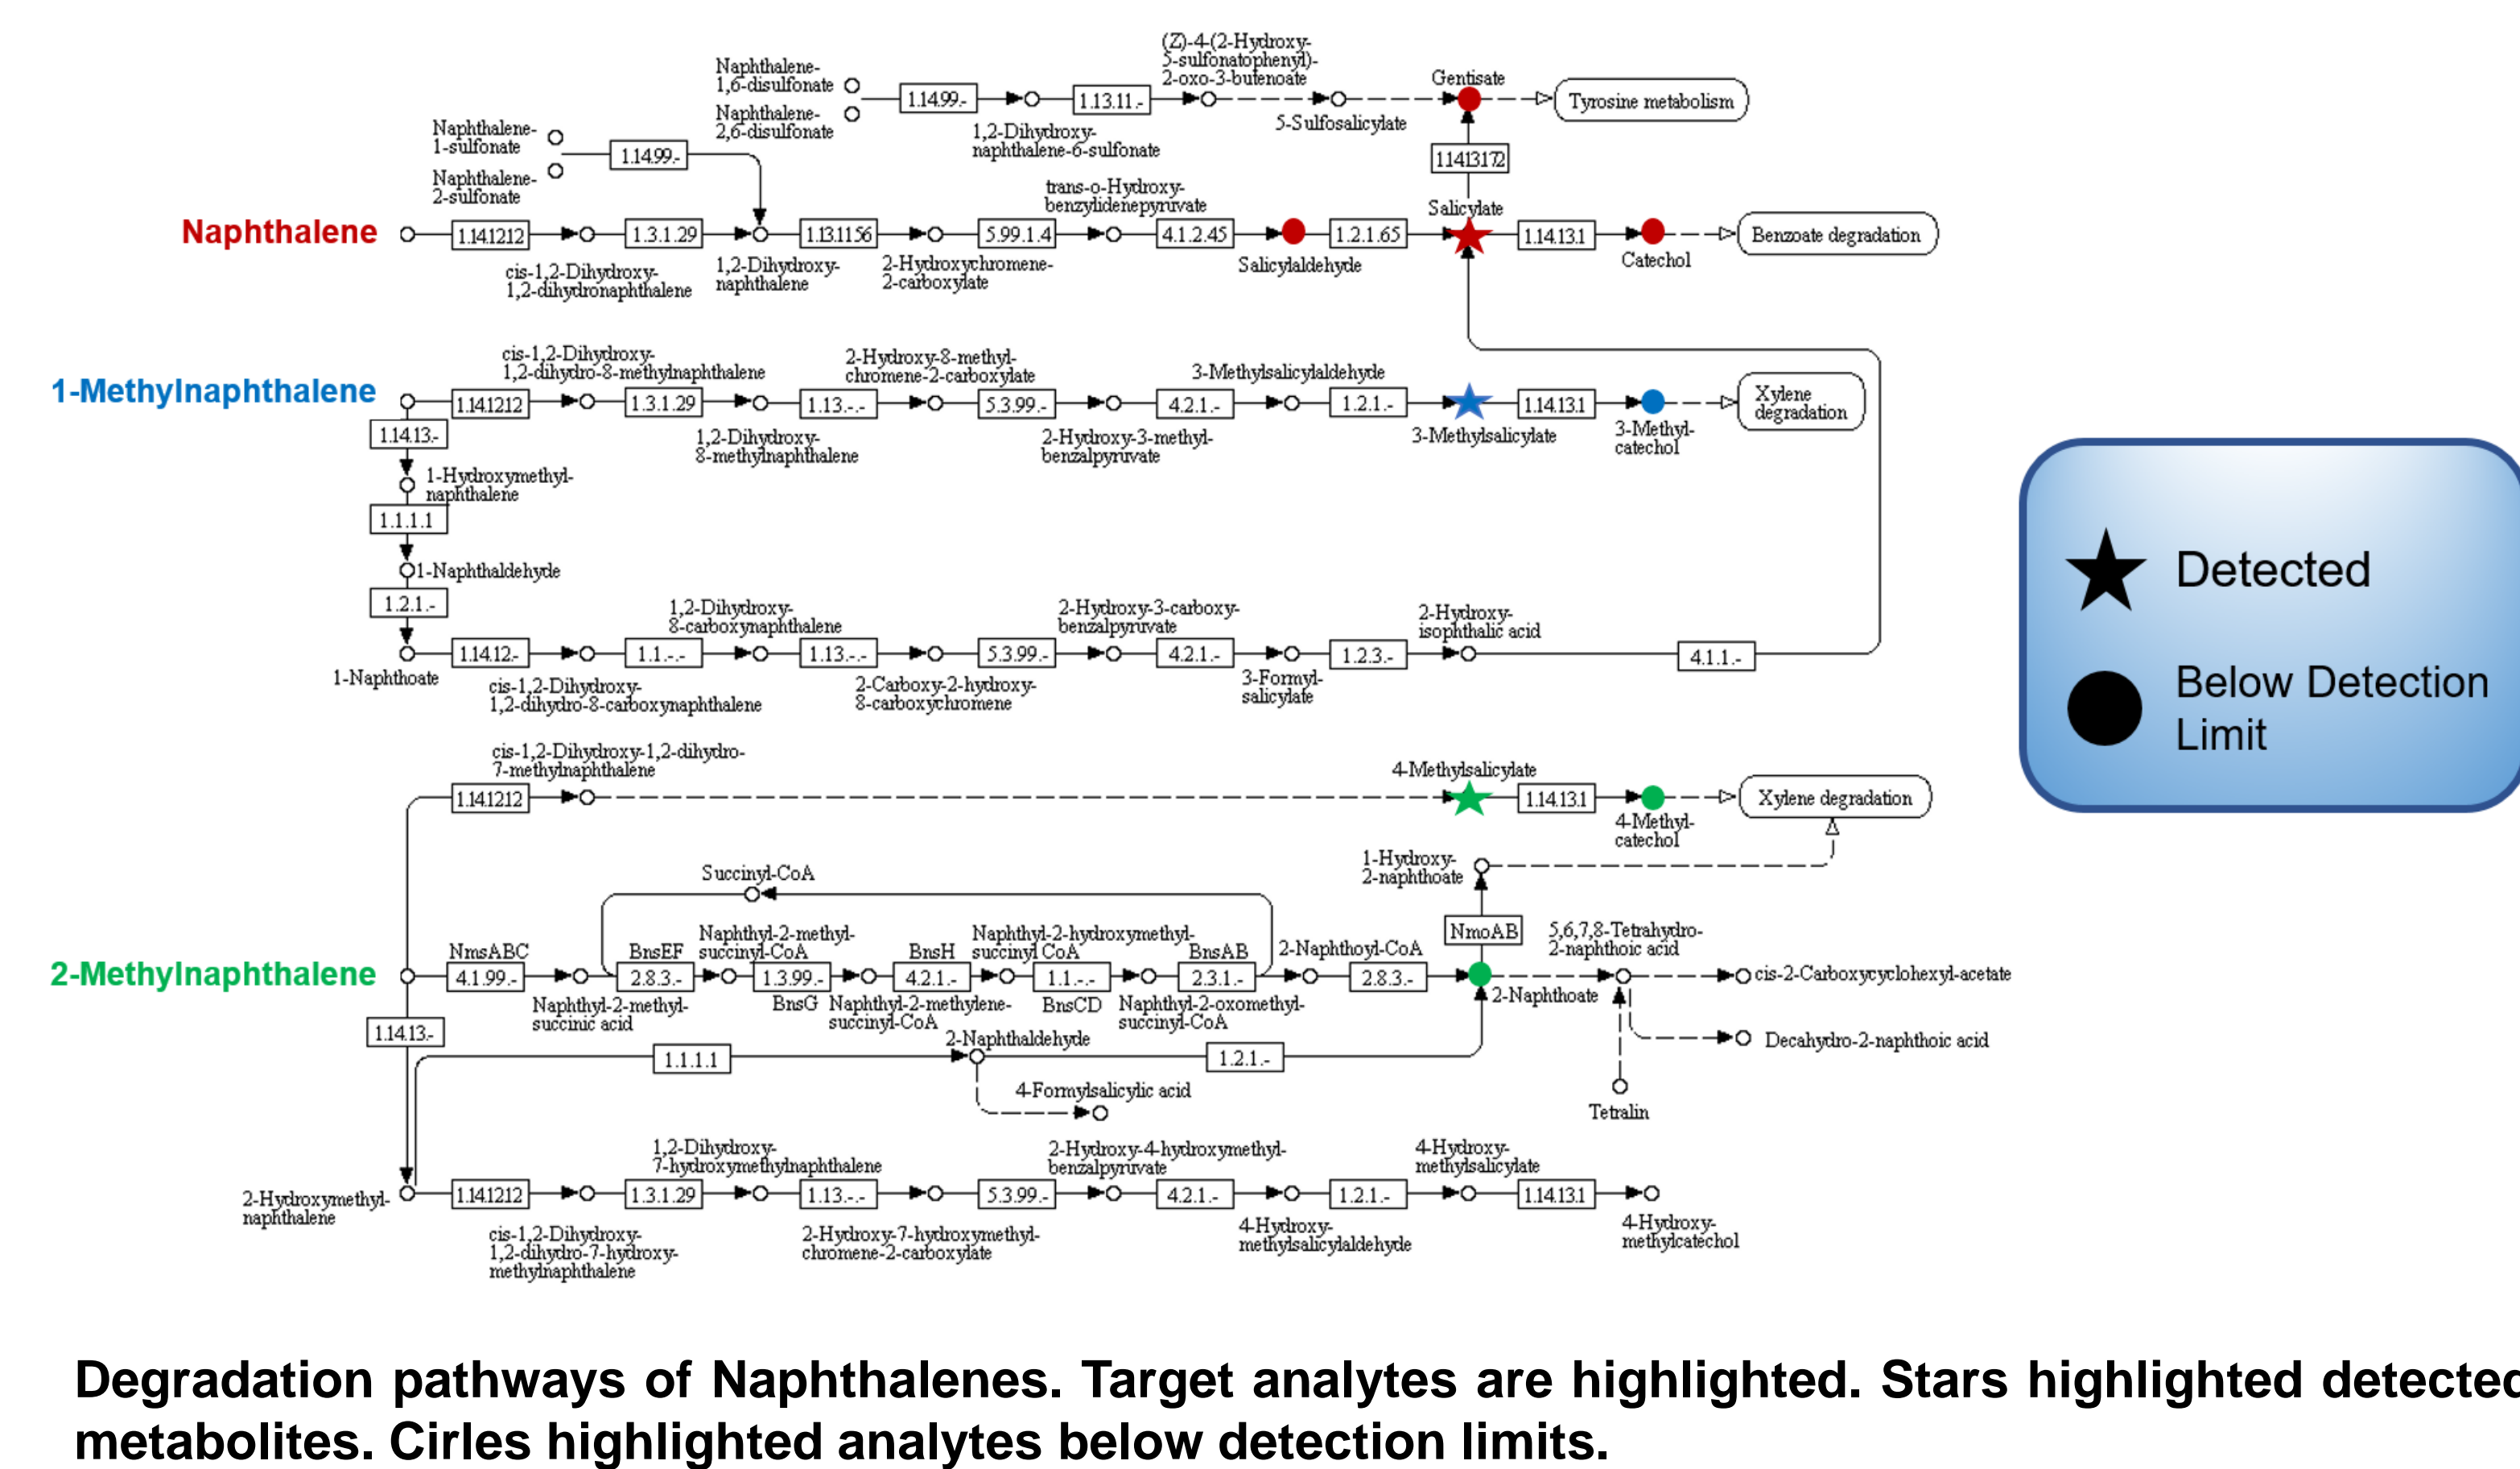 (Z)-4-(2-Hydroxy-
5-sulfonatophenyl)-
2-oxo-3-butenoate
Gentisate
Naphthalene-
1,6-disulfonate
1.14.99.-
1.13.11.-
Tyrosine metabolism
Naphthalene-
2,6-disulfonate
1,2-Dihydroxy-
naphthalene-6-sulfonate
5-Sulfosalicylate
Naphthalene-
1-sulfonate
1.14.99.-
11413172
Naphthalene-
2-sulfonate
trans-o-Hydroxy-
benzylidenepyruvate
Salicylate
Naphthalene
1.14.12.12
1.3.1.29
1.13.11.56
5.99.1.4
4.1.2.45
1.2.1.65
1.14.13.1
Benzoate degradation
cis-1,2-Dihydroxy-
1,2-dihydronaphthalene
1,2-Dihydroxy-
naphthalene
2-Hydroxychromene-
2-carboxylate
Salicylaldehyde
Catechol
cis-1,2-Dihydroxy-
1,2-dihydro-8-methylnaphthalene
2-Hydroxy-8-methyl-
chromene-2-carboxylate
3-Methylsalicylaldehyde
1-Methylnaphthalene
1.14.12.12
1.3.1.29
1.13.-.-
5.3.99.-
4.2.1.-
1.2.1.-
1.14.13.1
Xylene
degradation
1.14.13.-
1,2-Dihydroxy-
8-methylnaphthalene
2-Hydroxy-3-methyl-
benzalpyruvate
3-Methylsalicylate
3-Methyl-
catechol
1-Hydroxymethyl-
naphthalene
1.1.1.1
1-Naphthaldehyde
1.2.1.-
1,2-Dihydroxy-
8-carboxynaphthalene
2-Hydroxy-3-carboxy-
benzalpyruvate
2-Hydroxy-
isophthalic acid
1.14.12.-
1.1.-.-
1.13.-.-
5.3.99.-
4.2.1.-
1.2.3.-
4.1.1.-
1-Naphthoate
cis-1,2-Dihydroxy-
1,2-dihydro-8-carboxynaphthalene
2-Carboxy-2-hydroxy-
8-carboxychromene
3-Formyl-
salicylate
Detected
Below Detection
Limit
cis-1,2-Dihydroxy-1,2-dihydro-
7-methylnaphthalene
4-Methylsalicylate
1.14.12.12
1.14.13.1
Xylene degradation
4-Methyl-
catechol
1-Hydroxy-
2-naphthoate
Succinyl-CoA
NmoAB
NmsABC
BnsEF
Naphthyl-2-methyl-
succinyl-CoA
BnsH
Naphthyl-2-hydroxymethyl-
succinyl CoA
BnsAB
2-Naphthoyl-CoA
5,6,7,8-Tetrahydro-
2-naphthoic acid
2-Methylnaphthalene
4.1.99.-
2.8.3.-
1.3.99.-
4.2.1.-
1.1.-.-
2.3.1.-
2.8.3.-
cis-2-Carboxycyclohexyl-acetate
Naphthyl-2-methyl-
succinic acid
BnsG
Naphthyl-2-methylene-
succinyl-CoA
BnsCD
Naphthyl-2-oxomethyl-
succinyl-CoA
2-Naphthoate
1.14.13.-
2-Naphthaldehyde
Decahydro-2-naphthoic acid
1.1.1.1
1.2.1.-
4-Formylsalicylic acid
Tetralin
1,2-Dihydroxy-
7-hydroxymethylnaphthalene
2-Hydroxy-4-hydroxymethyl-
benzalpyruvate
4-Hydroxy-
methylsalicylate
2-Hydroxymethyl-
naphthalene
1.14.12.12
1.3.1.29
1.13.-.-
5.3.99.-
4.2.1.-
1.2.1.-
1.14.13.1
cis-1,2-Dihydroxy-
1,2-dihydro-7-hydroxy-
methylnaphthalene
2-Hydroxy-7-hydroxymethyl-
chromene-2-carboxylate
4-Hydroxy-
methylsalicylaldehyde
4-Hydroxy-
methylcatechol
Degradation pathways of Naphthalenes. Target analytes are highlighted. Stars highlighted detected
metabolites. Cirles highlighted analytes below detection limits.